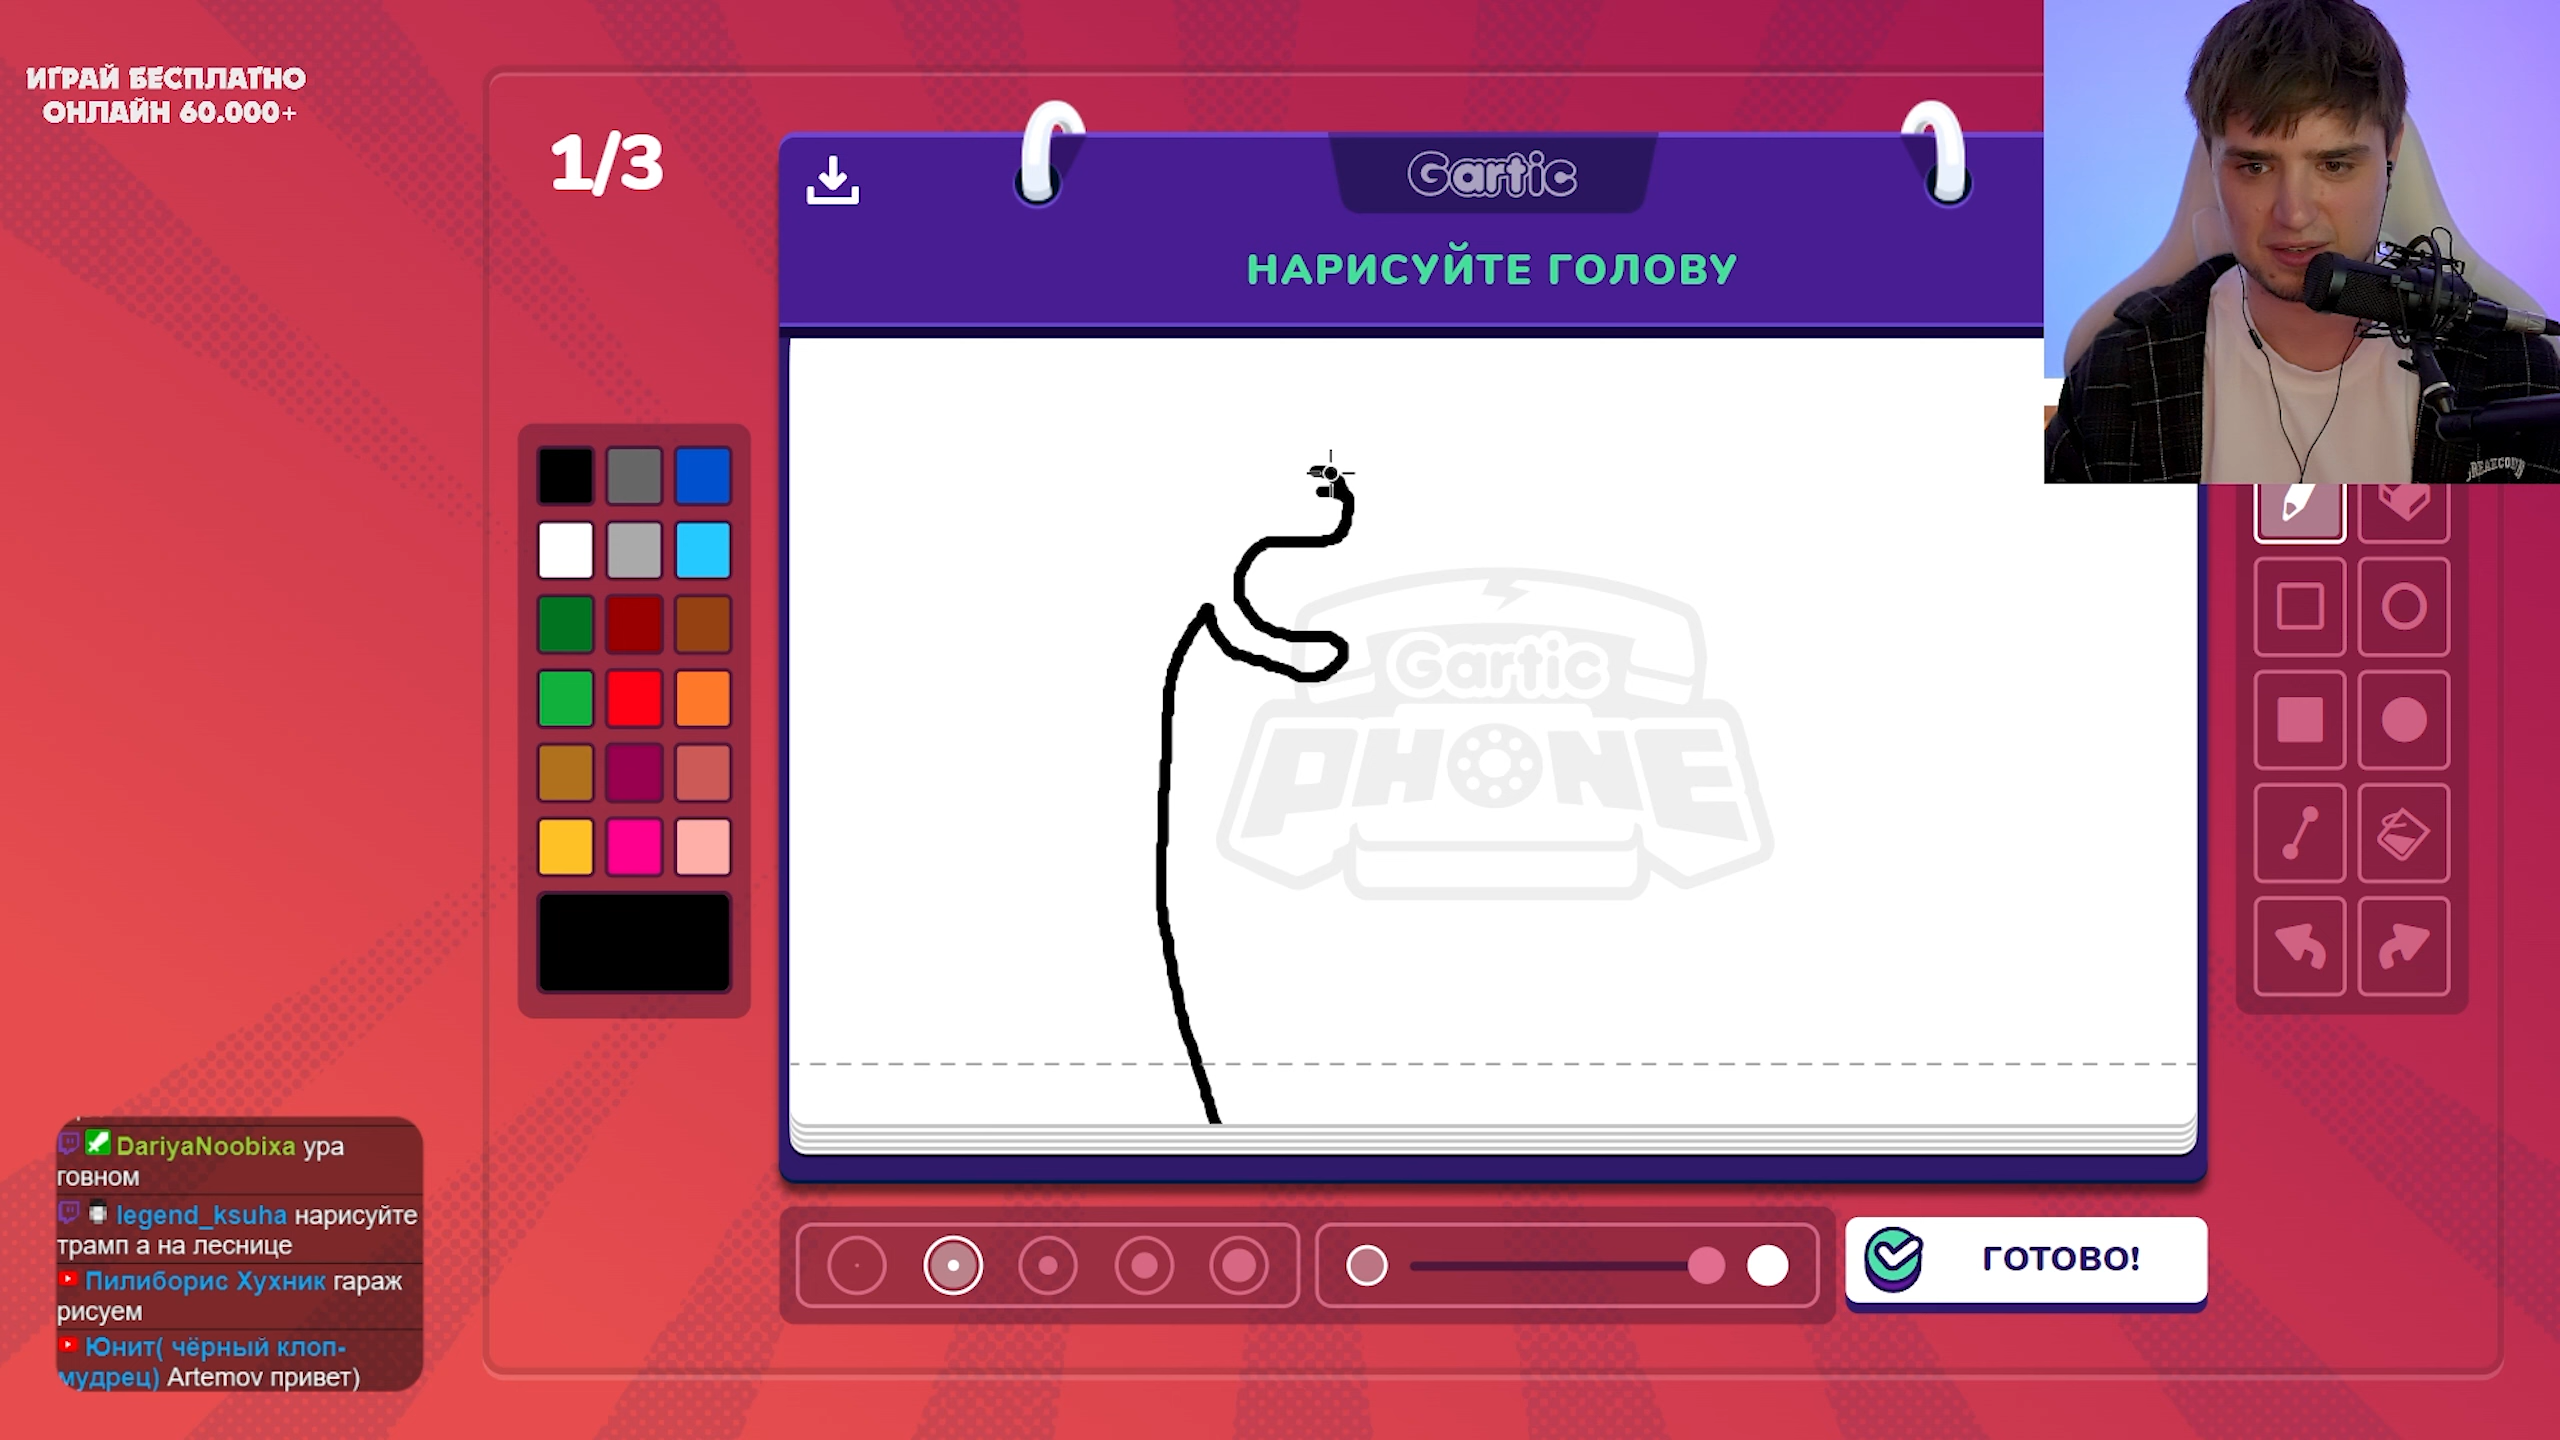 ИГРАЙ БЕСПЛАТНО
ОНЛАЙН 60.000+
1/3
Gartic
НАРИСУЙТЕ ГОЛОВУ
Gartic
PHONE
DariyaNoobixa ура
говном
legend_ksuha нарисуйте
трамп а на леснице
Пилиборис Хухник гараж
рисуем
Юнит( чёрный клоп-
мудрец) Artemov привет)
ГОТОВО!